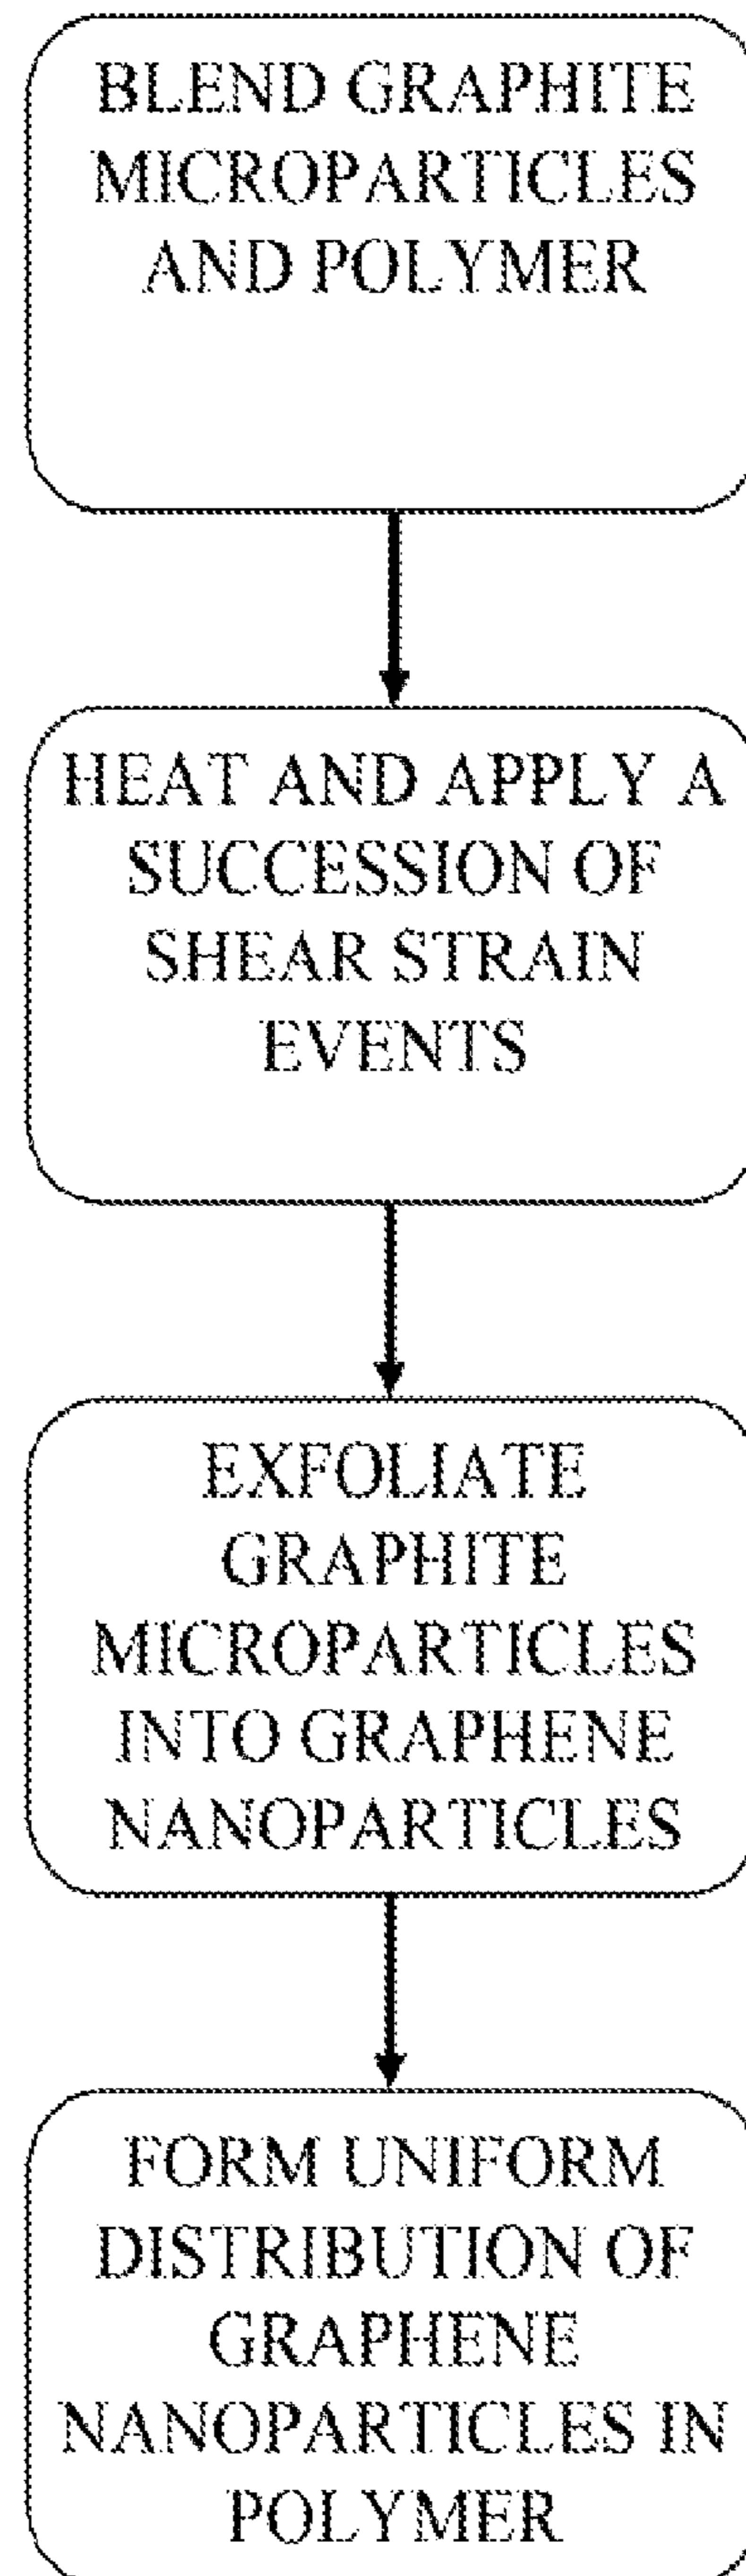 BLEND GRAPHITE
MICROPARTICLES
AND POLYMER
HEAT AND APPLY A
SUCCESSION OF
SHEAR STRAIN
EVENTS
EXFOLIATE
GRAPHITE
MICROPARTICLES
INTO GRAPHENE
NANOPARTICLES
FORM UNIFORM
DISTRIBUTION OF
GRAPHENE
NANOPARTICLES IN
POLYMER